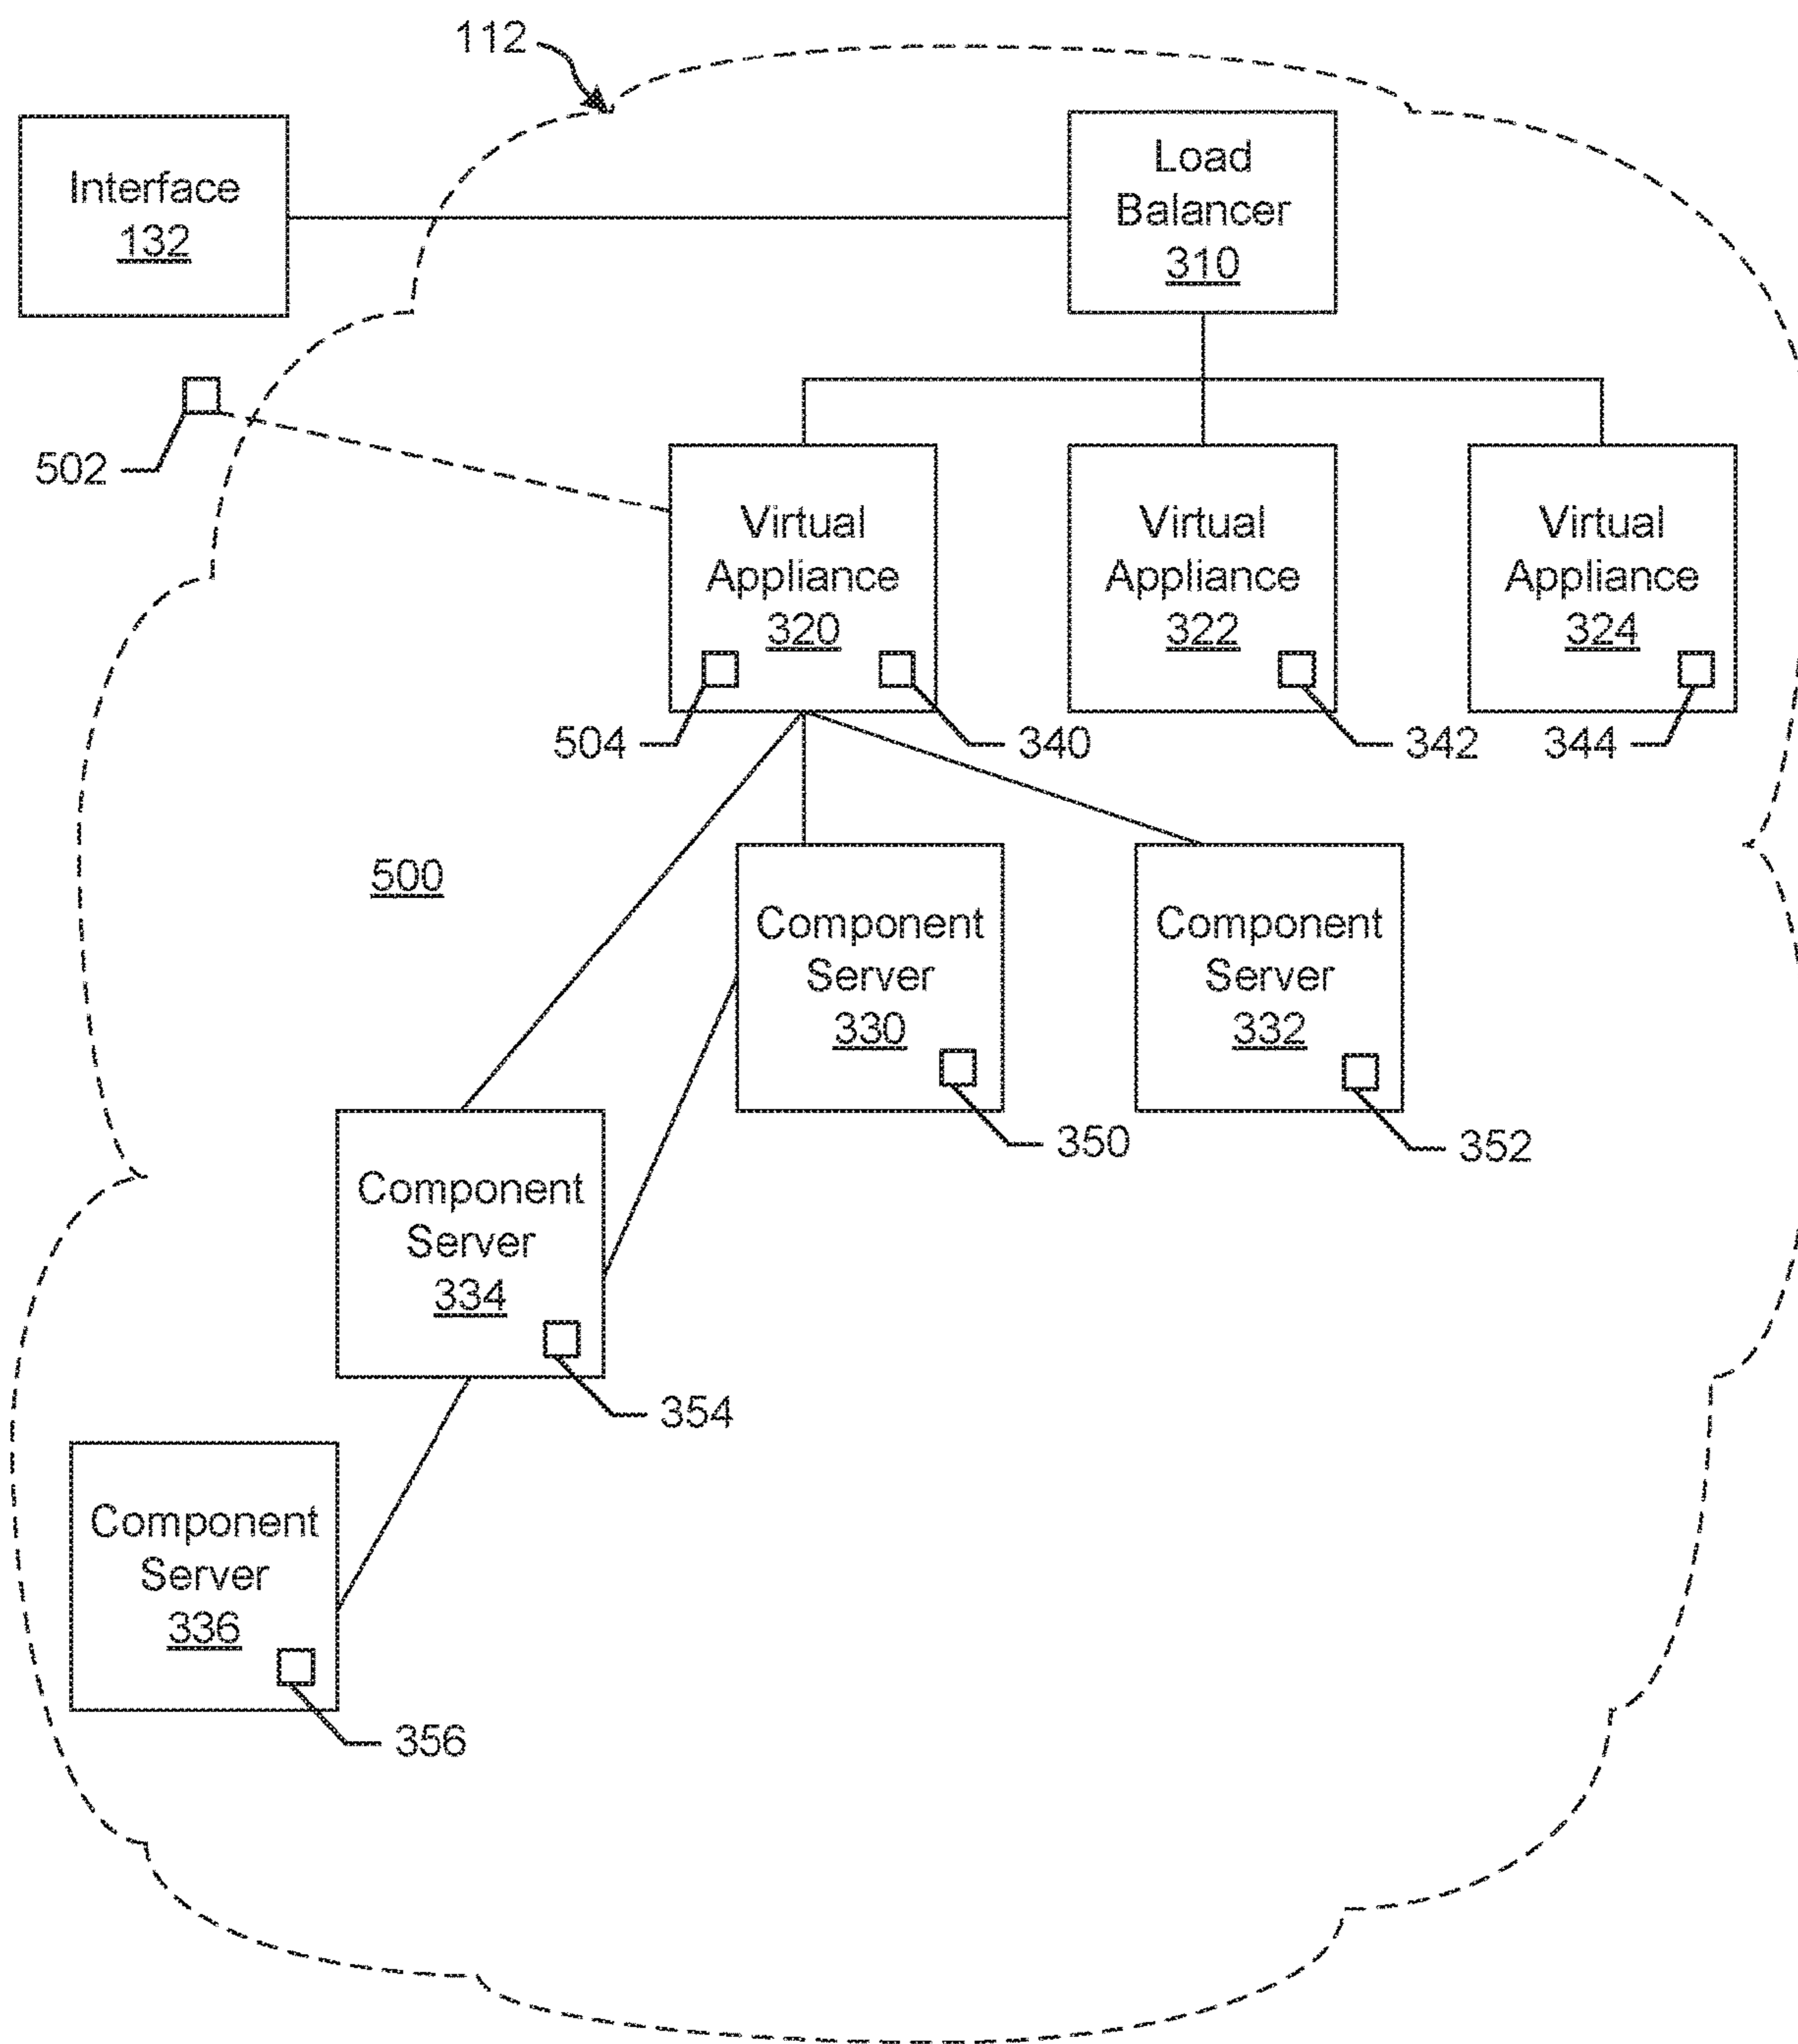 112
Interface
132
Load
Balancer
310
502
Virtual
Appliance
320
Virtual
Appliance
322
Virtual
Appliance
324
504
340
342
344
500
Component
Server
330
Component
Server
332
350
352
Component
Server
334
354
Component
Server
336
356